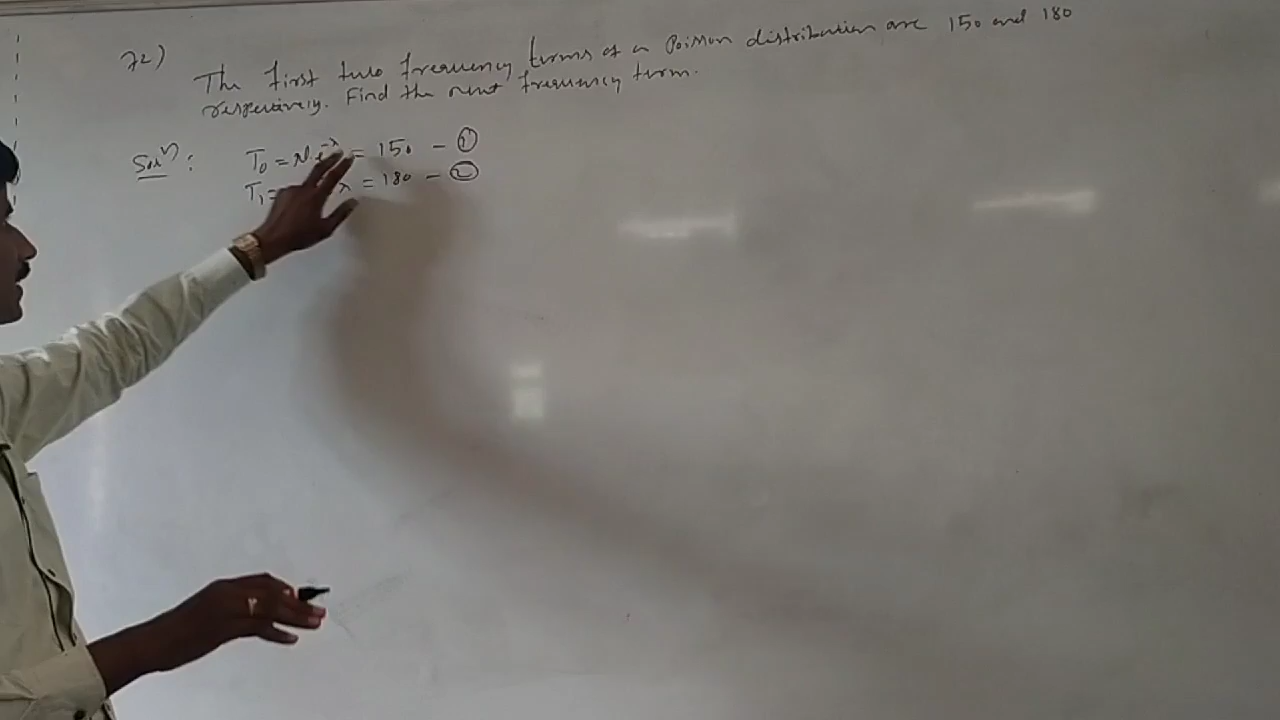 72)
The first two frequency terms of a Poisson distribution are 150 and 180
respectively. Find the next frequency term.
Solⁿ: T₀ = N e^-λ = 150 - ①
T₁ = λ = 180 - ②